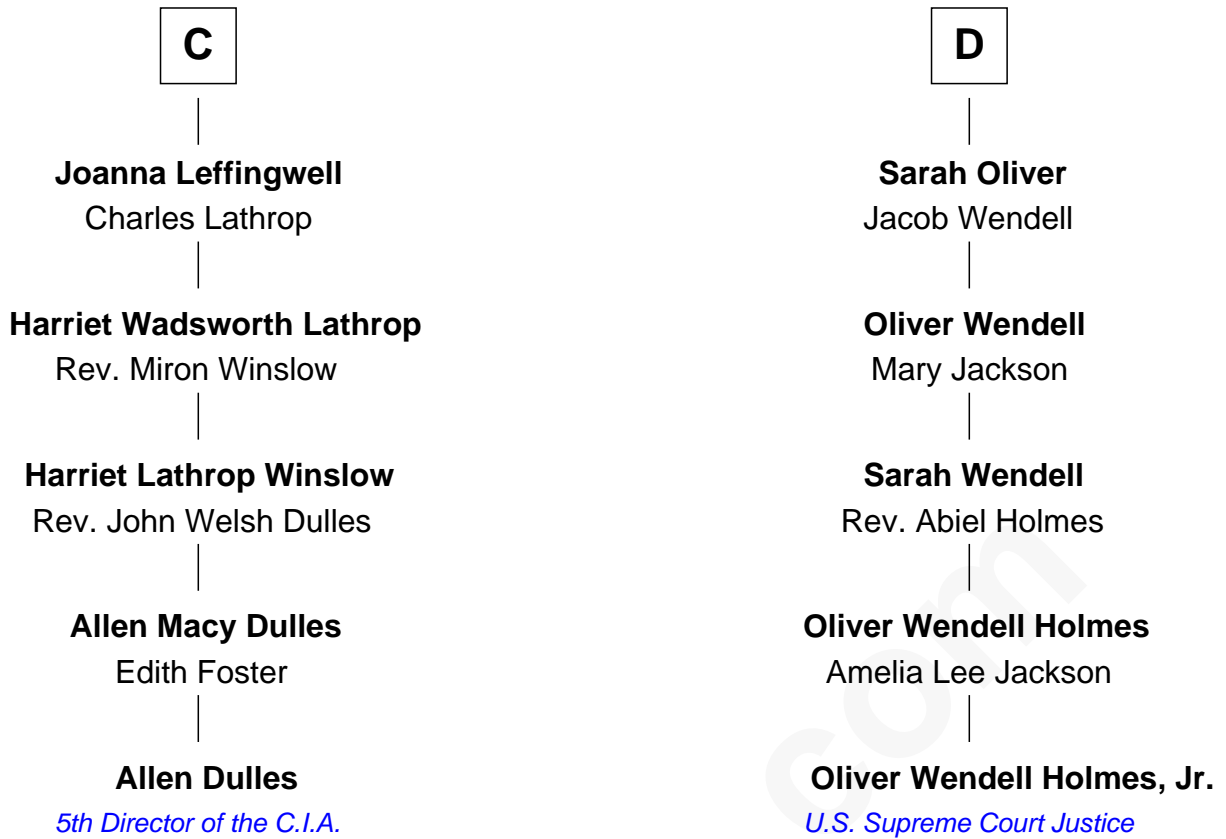 C
Joanna Leffingwell
Charles Lathrop
Harriet Wadsworth Lathrop
Rev. Miron Winslow
Harriet Lathrop Winslow
Rev. John Welsh Dulles
Allen Macy Dulles
Edith Foster
Allen Dulles
5th Director of the C.I.A.
D
Sarah Oliver
Jacob Wendell
Oliver Wendell
Mary Jackson
Sarah Wendell
Rev. Abiel Holmes
Oliver Wendell Holmes
Amelia Lee Jackson
Oliver Wendell Holmes, Jr.
U.S. Supreme Court Justice
com